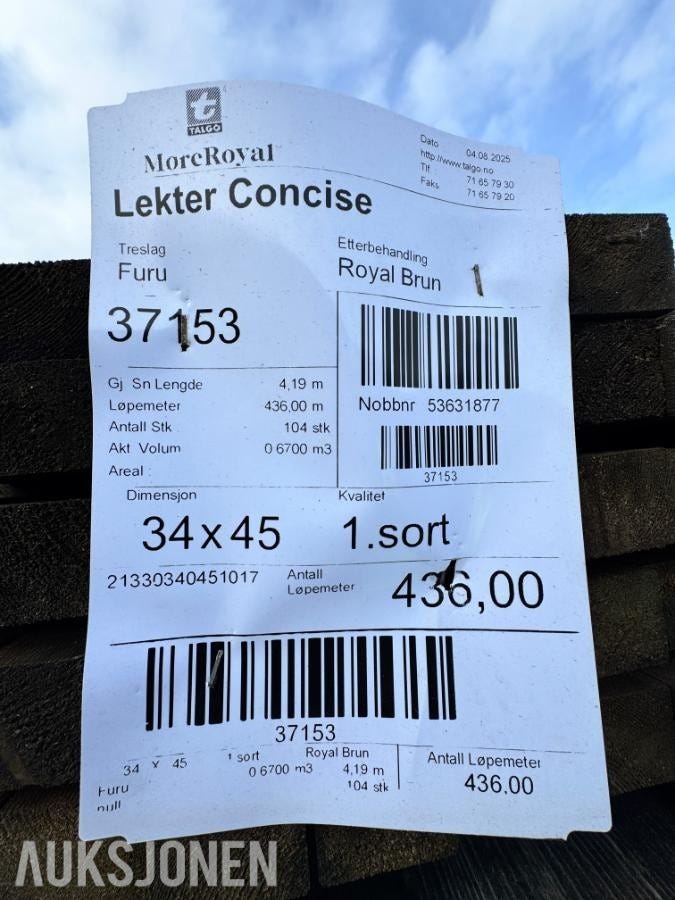 t
TALGO
MøreRoyal
Dato 04.08.2025
http://www.talgo.no
Tlf 71 65 79 30
Faks 71 65 79 20
Lekter Concise
Treslag
Furu
Etterbehandling
Royal Brun
37153
Gj Sn Lengde 4,19 m
Løpemeter 436,00 m
Antall Stk 104 stk
Akt Volum 0 6700 m3
Areal :
Nobbnr 53631877
37153
Dimensjon
34 x 45
Kvalitet
1.sort
21330340451017
Antall
Løpemeter
436,00
37153
34 x 45 1 sort Royal Brun
0 6700 m3 4,19 m
Furu 104 stk
null
Antall Løpemeter
436,00
AUKSJONEN